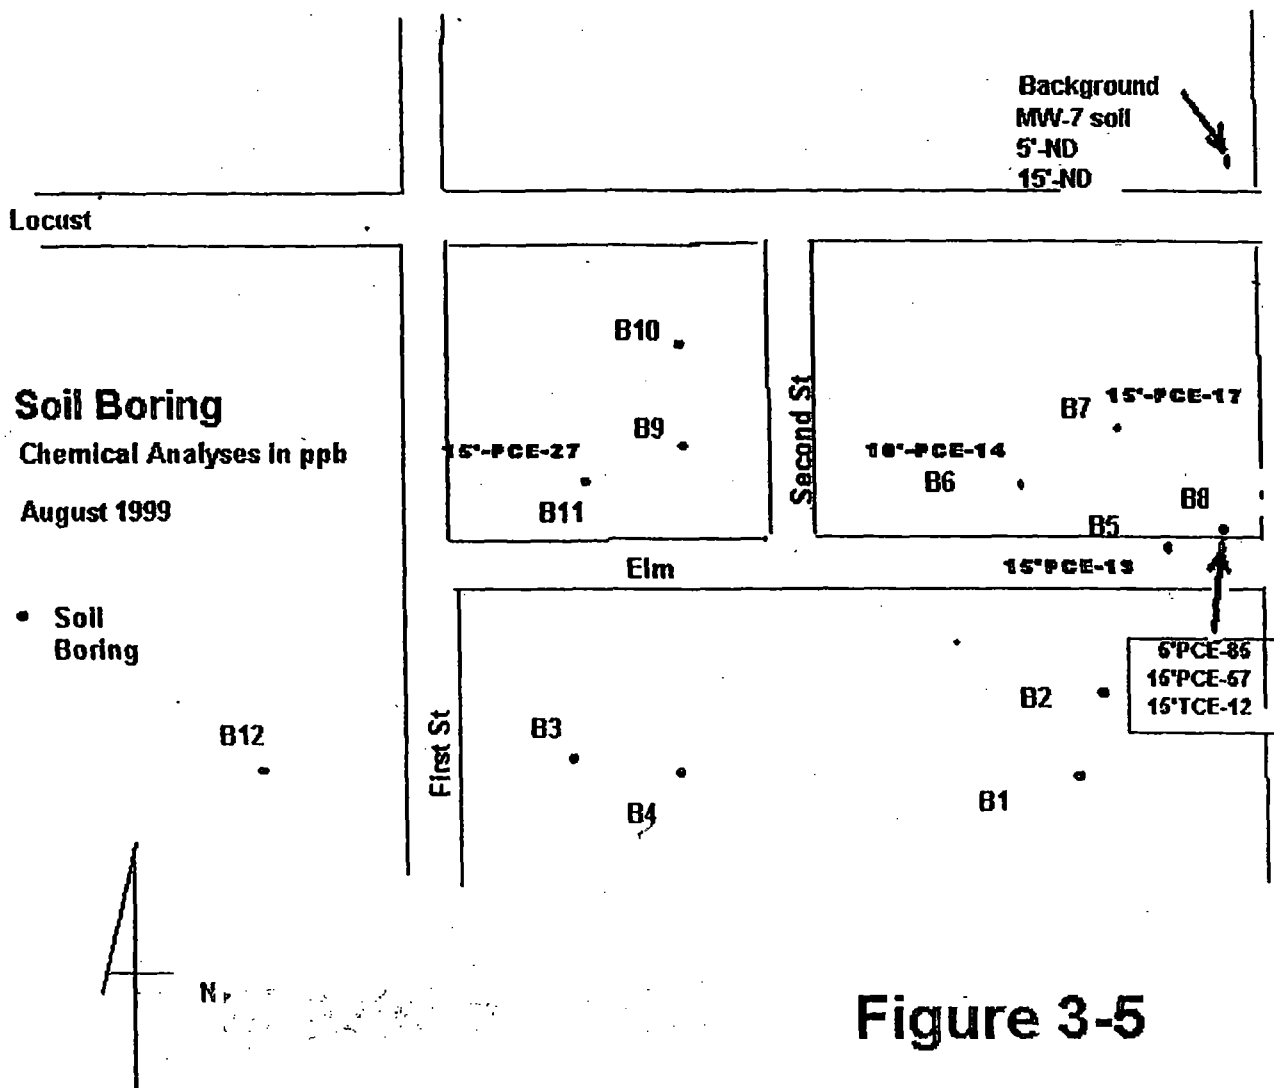 Background
MW-7 soil
5'-ND
15'-ND
Locust
B10
Soil Boring
Chemical Analyses in ppb
August 1999
B9
15'-PCE-27
B11
Second St
B7
15'-PCE-17
10'-PCE-14
B6
B8
B5
15'PCE-13
Elm
Soil
Boring
5'PCE-85
15'PCE-57
15'TCE-12
B2
B3
B12
First St
B4
B1
N
Figure 3-5